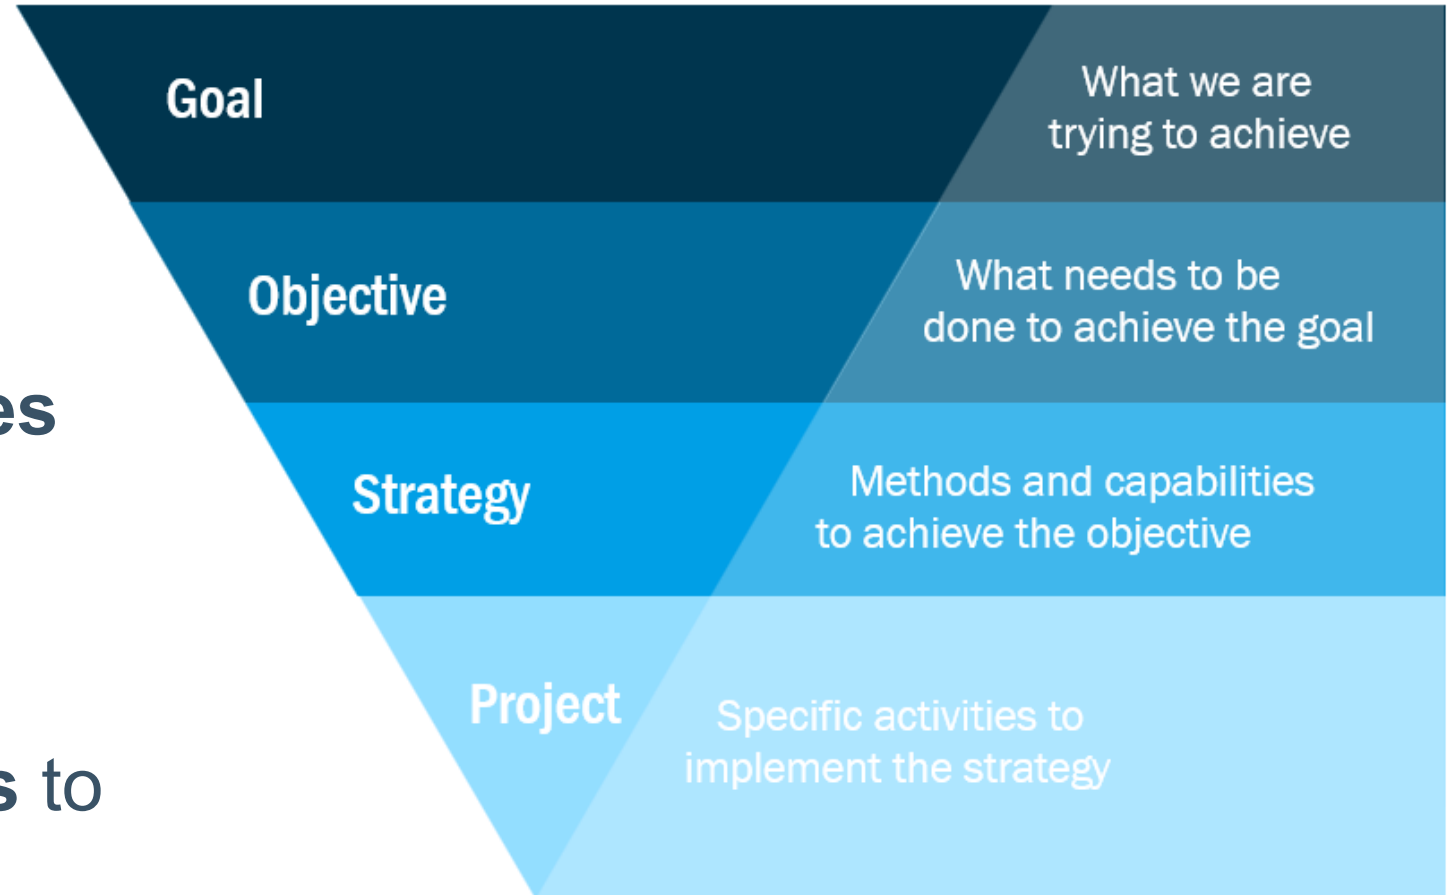 Goal
What we are
trying to achieve
Objective
What needs to be
done to achieve the goal
es
Strategy
Methods and capabilities
to achieve the objective
Project
Specific activities to
implement the strategy
s to